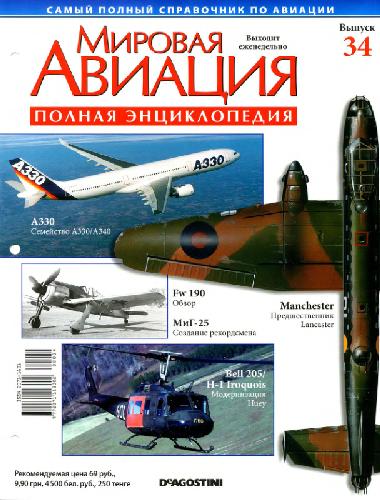 САМЫЙ ПОЛНЫЙ СПРАВОЧНИК ПО АВИАЦИИ
МИРОВАЯ
АВИАЦИЯ
ПОЛНАЯ ЭНЦИКЛОПЕДИЯ
Выходит
еженедельно
Выпуск
34
A330
A330
A330
Семейство A330/A340
Fw 190
Обзор
МиГ-25
Создание рекордсмена
Manchester
Предшественник
Lancaster
Bell 205/
H-1 Iroquois
Модернизация
Huey
Рекомендуемая цена 69 руб.,
9,90 грн, 4500 бел. руб., 250 тенге
DEAGOSTINI